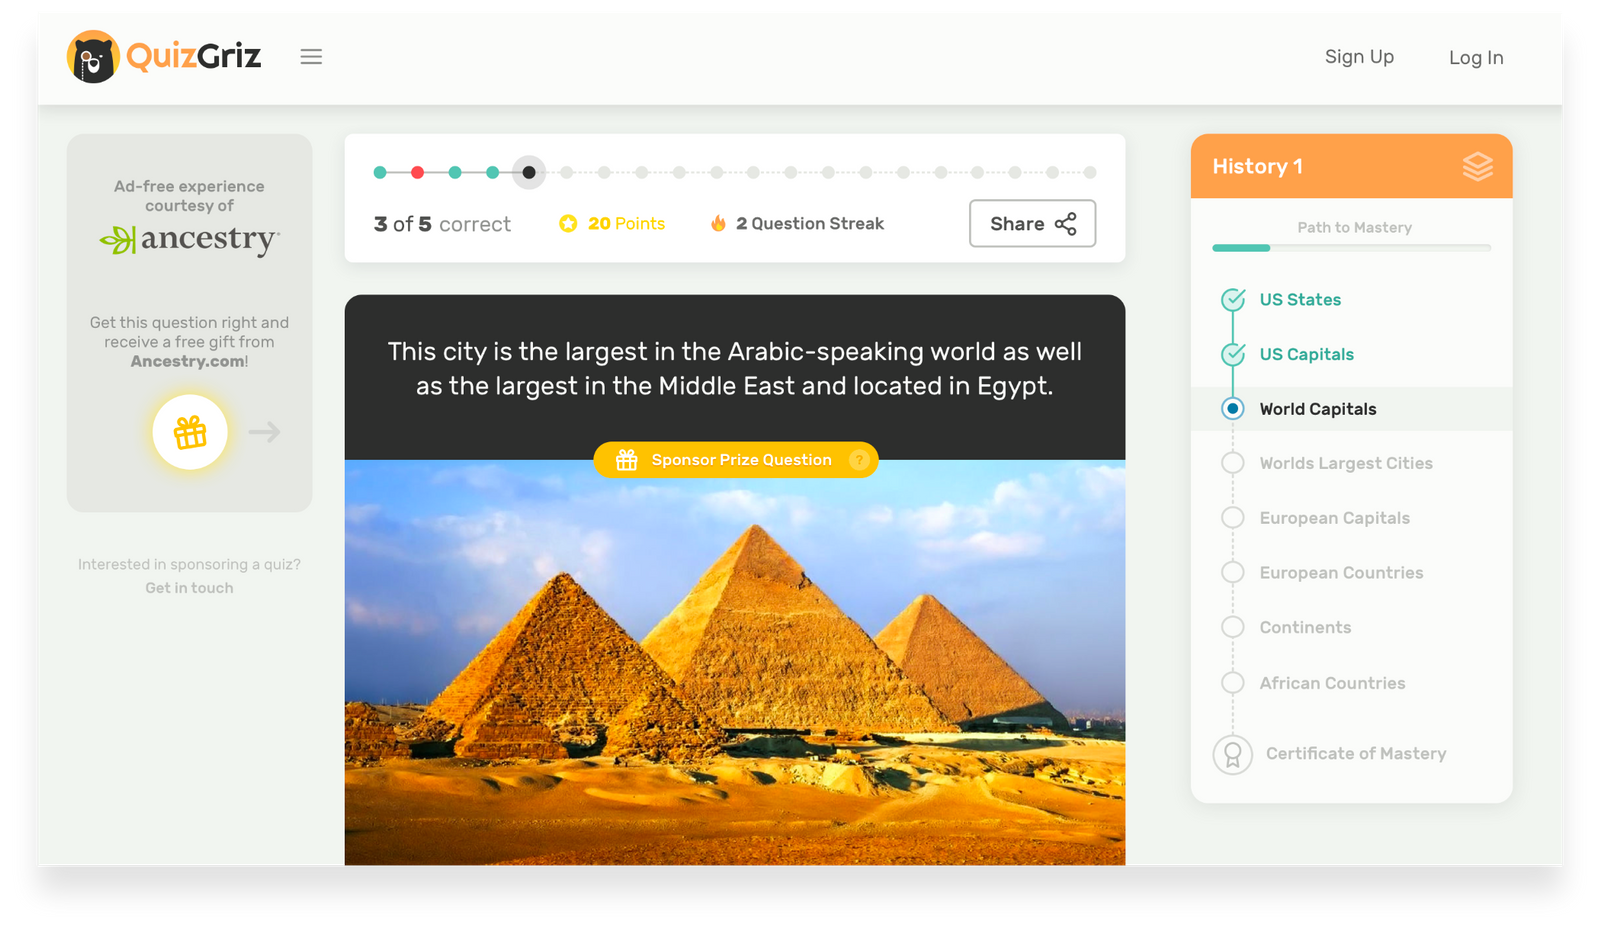 QuizGriz
Sign Up
Log In
Ad-free experience
courtesy of
ancestry
Get this question right and
receive a free gift from
Ancestry.com!
Interested in sponsoring a quiz?
Get in touch
3 of 5 correct
20 Points
2 Question Streak
Share
This city is the largest in the Arabic-speaking world as well
as the largest in the Middle East and located in Egypt.
Sponsor Prize Question ?
History 1
Path to Mastery
US States
US Capitals
World Capitals
Worlds Largest Cities
European Capitals
European Countries
Continents
African Countries
Certificate of Mastery